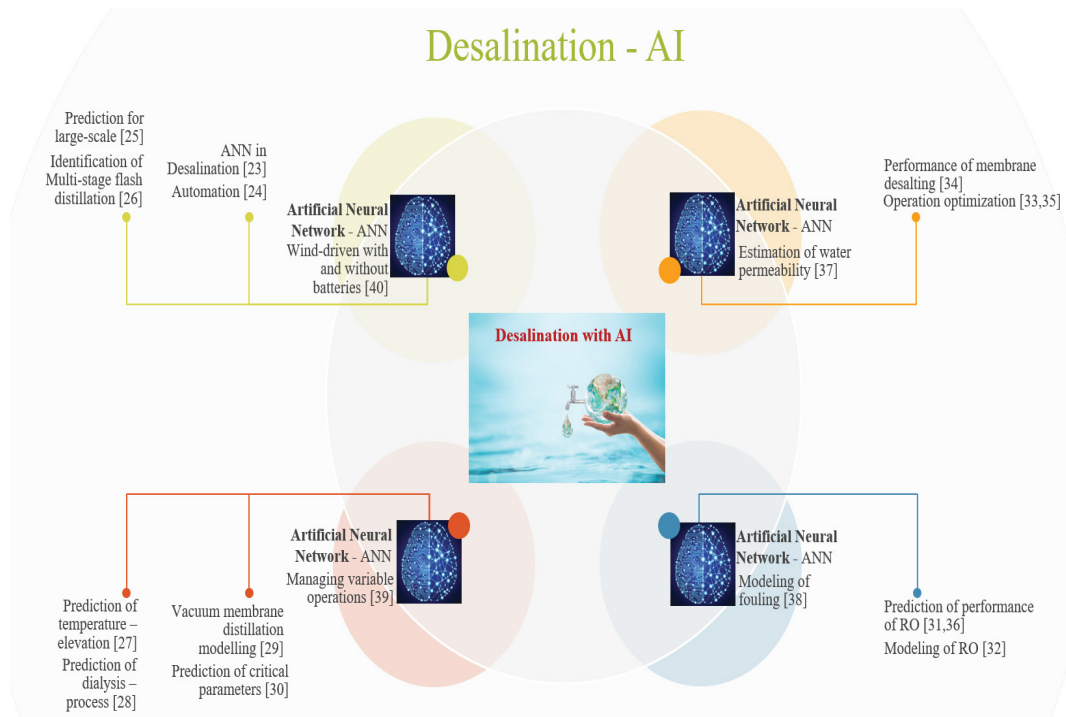 Desalination - AI
Prediction for
large-scale [25]
Identification of
Multi-stage flash
distillation [26]
ANN in
Desalination [23]
Automation [24]
Artificial Neural
Network - ANN
Wind-driven with
and without
batteries [40]
Artificial Neural
Network - ANN
Estimation of water
permeability [37]
Performance of membrane
desalting [34]
Operation optimization [33,35]
Desalination with AI
Prediction of
temperature –
elevation [27]
Prediction of
dialysis –
process [28]
Vacuum membrane
distillation
modelling [29]
Prediction of critical
parameters [30]
Artificial Neural
Network - ANN
Managing variable
operations [39]
Artificial Neural
Network - ANN
Modeling of
fouling [38]
Prediction of performance
of RO [31,36]
Modeling of RO [32]